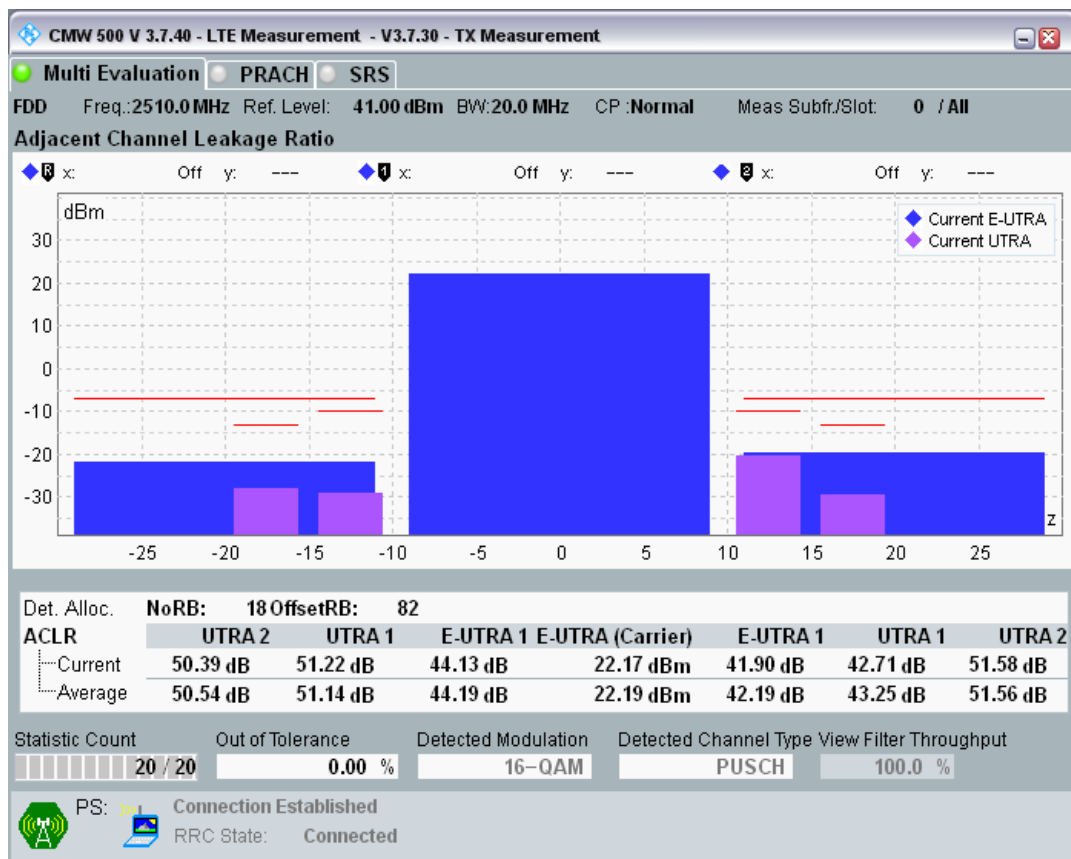 CMW 500 V 3.7.40 - LTE Measurement - V3.7.30 - TX Measurement
Multi Evaluation PRACH SRS
FDD Freq.:2510.0 MHz Ref. Level: 41.00 dBm BW:20.0 MHz CP :Normal Meas Subfr./Slot: 0 / All
Adjacent Channel Leakage Ratio
R x: Off y: --- 1 x: Off y: --- 2 x: Off y: ---
dBm
Current E-UTRA
Current UTRA
30
20
10
0
-10
-20
-30
z
-25 -20 -15 -10 -5 0 5 10 15 20 25
Det. Alloc. NoRB: 18 OffsetRB: 82
ACLR UTRA 2 UTRA 1 E-UTRA 1 E-UTRA (Carrier) E-UTRA 1 UTRA 1 UTRA 2
Current 50.39 dB 51.22 dB 44.13 dB 22.17 dBm 41.90 dB 42.71 dB 51.58 dB
Average 50.54 dB 51.14 dB 44.19 dB 22.19 dBm 42.19 dB 43.25 dB 51.56 dB
Statistic Count Out of Tolerance Detected Modulation Detected Channel Type View Filter Throughput
20 / 20 0.00 % 16-QAM PUSCH 100.0 %
PS: Connection Established
RRC State: Connected